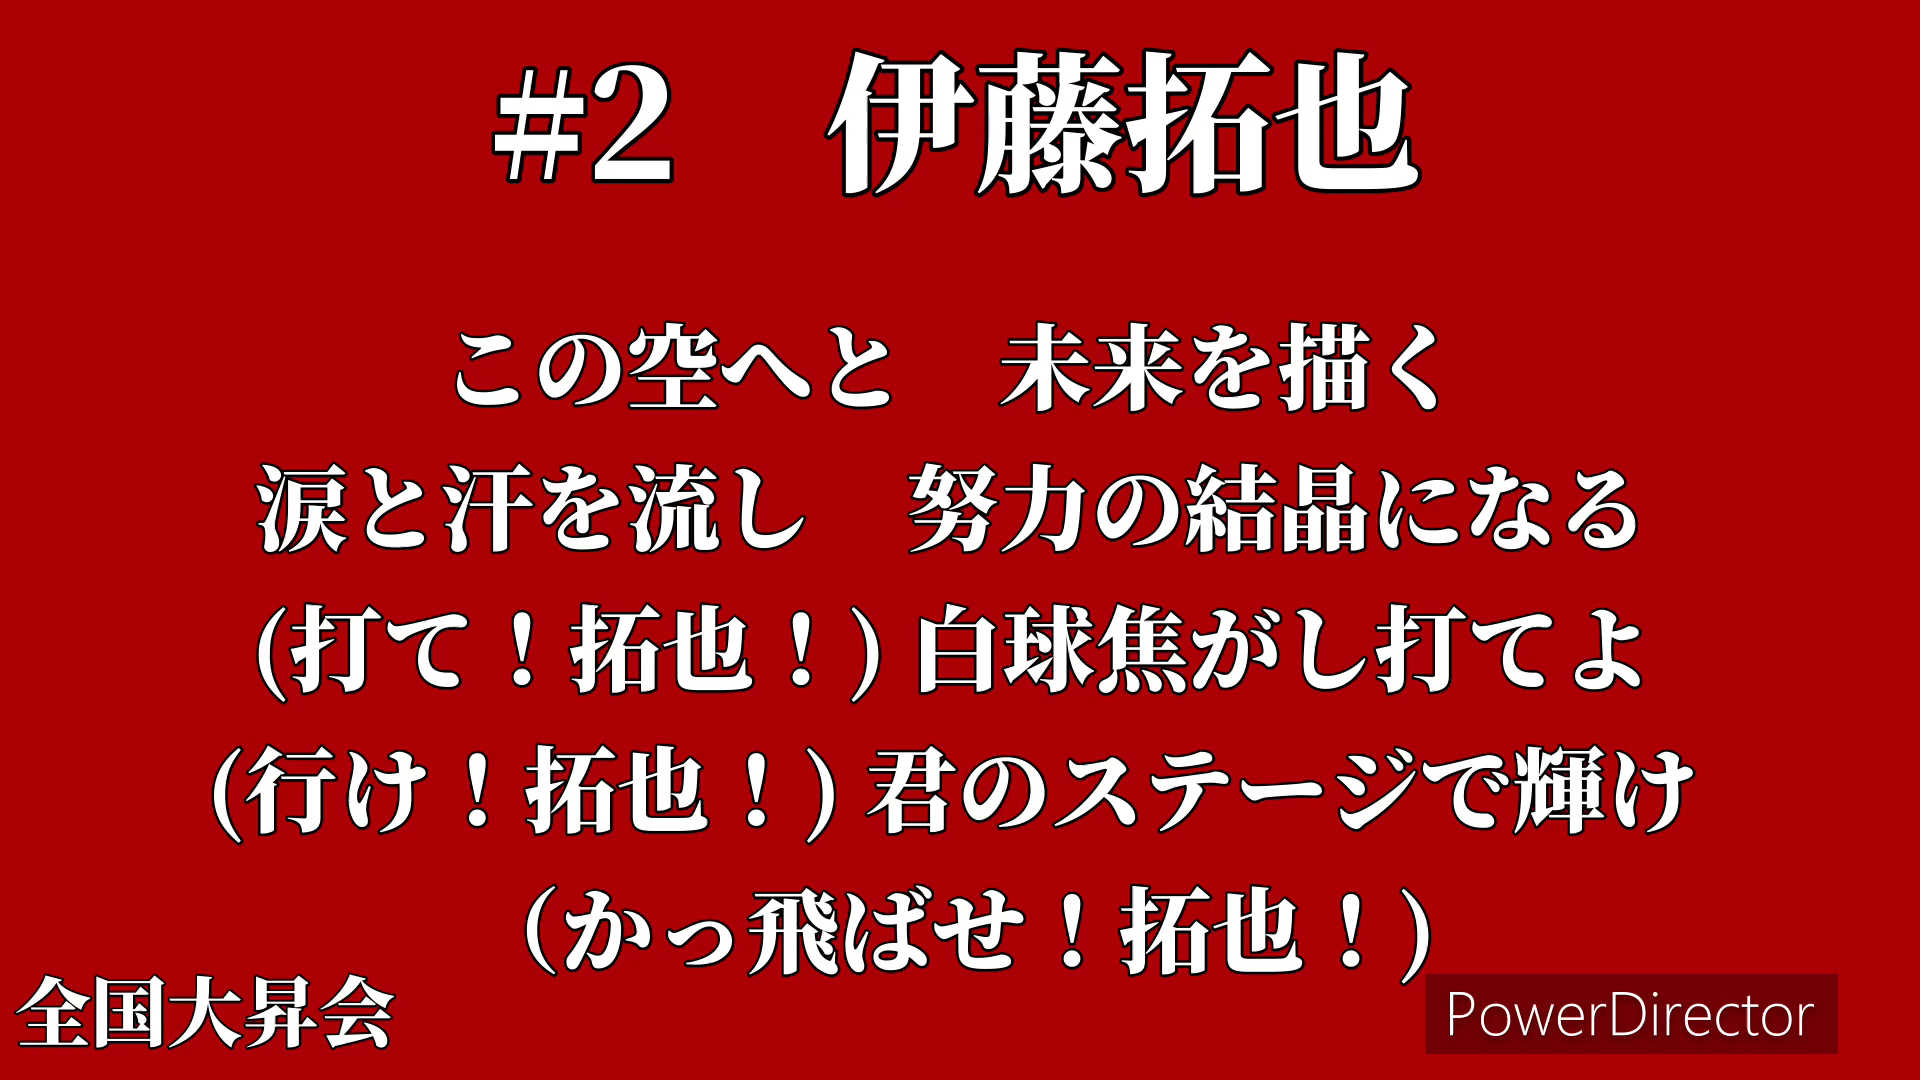 #2　伊藤拓也
この空へと　未来を描く
涙と汗を流し　努力の結晶になる
(打て！拓也！) 白球焦がし打てよ
(行け！拓也！) 君のステージで輝け
（かっ飛ばせ！拓也！)
全国大昇会
PowerDirector